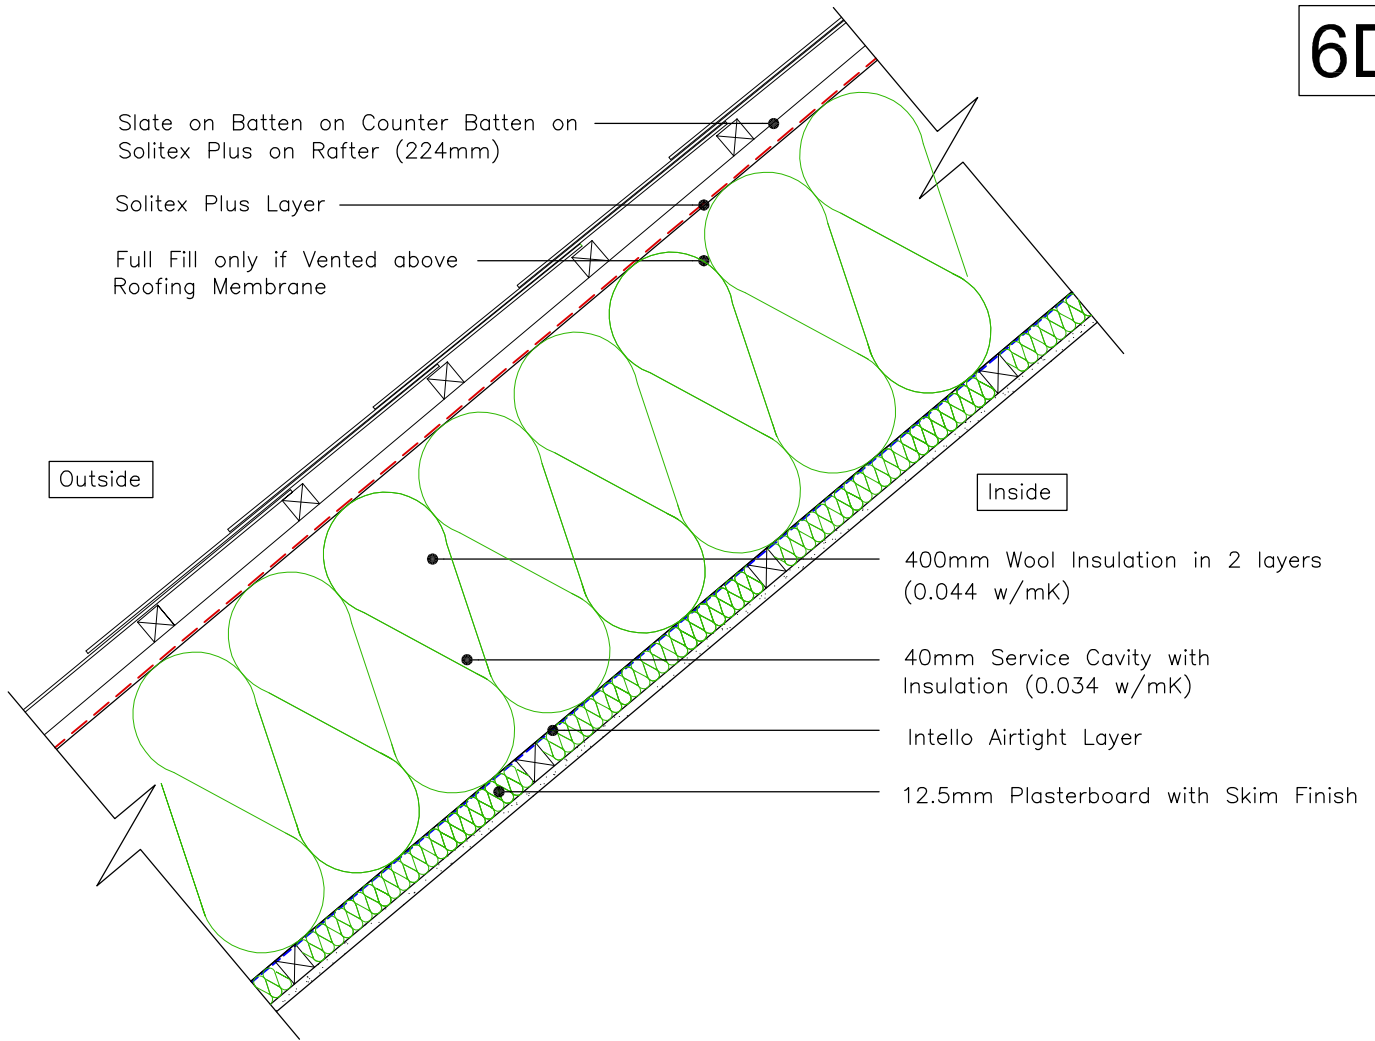 6D
Slate on Batten on Counter Batten on
Solitex Plus on Rafter (224mm)
Solitex Plus Layer
Full Fill only if Vented above
Roofing Membrane
Outside
Inside
400mm Wool Insulation in 2 layers
(0.044 w/mK)
40mm Service Cavity with
Insulation (0.034 w/mK)
Intello Airtight Layer
12.5mm Plasterboard with Skim Finish